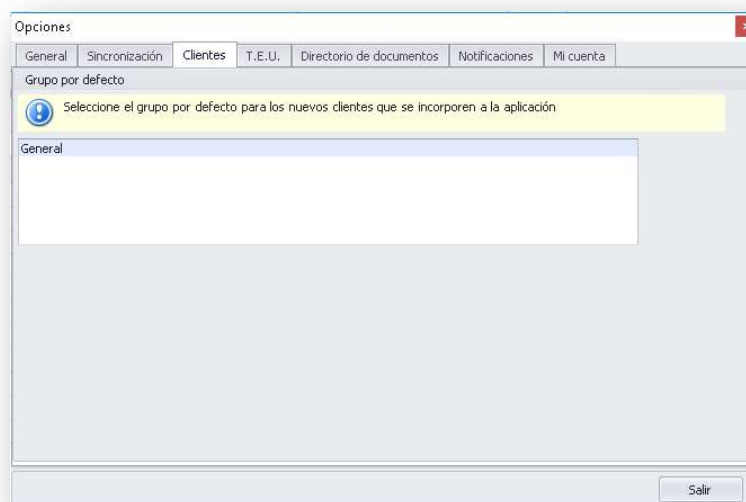 Opciones
General Sincronización Clientes T.E.U. Directorio de documentos Notificaciones Mi cuenta
Grupo por defecto
Seleccione el grupo por defecto para los nuevos clientes que se incorporen a la aplicación
General
Salir